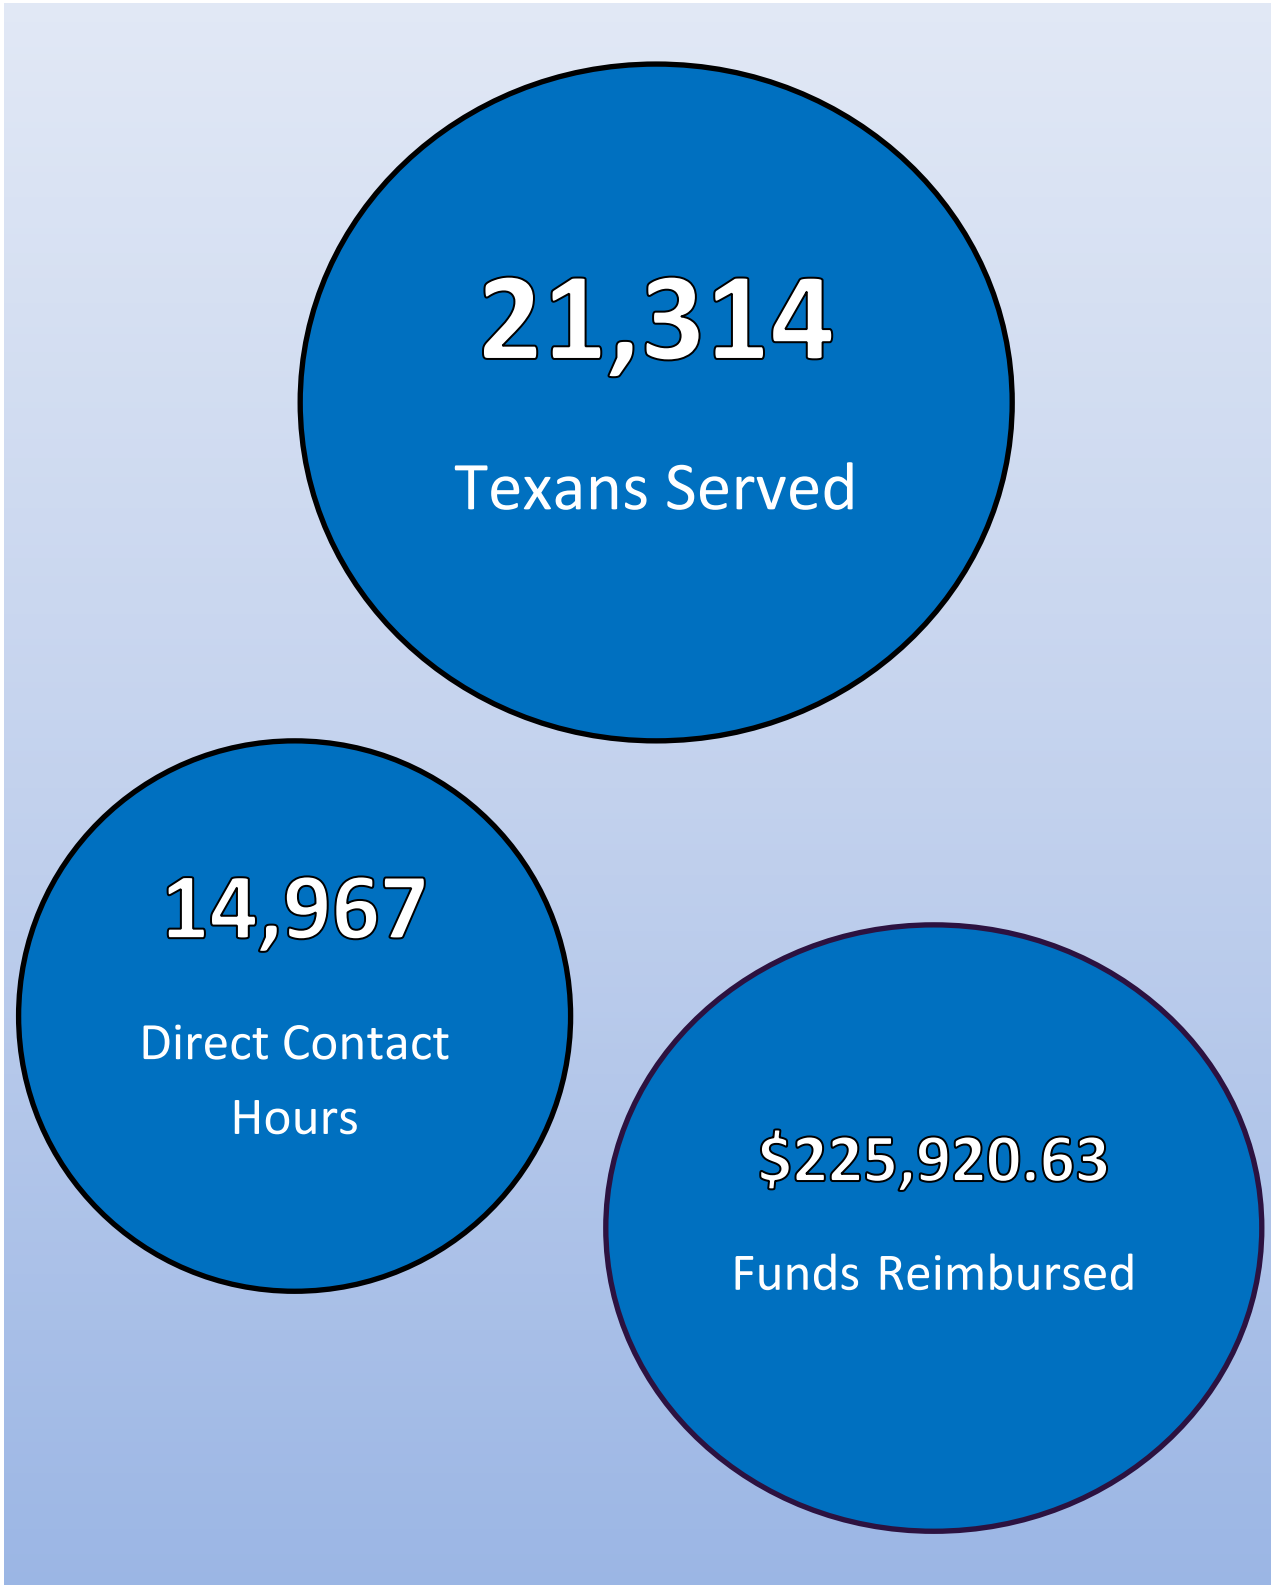 21,314
Texans Served
14,967
Direct Contact
Hours
$225,920.63
Funds Reimbursed